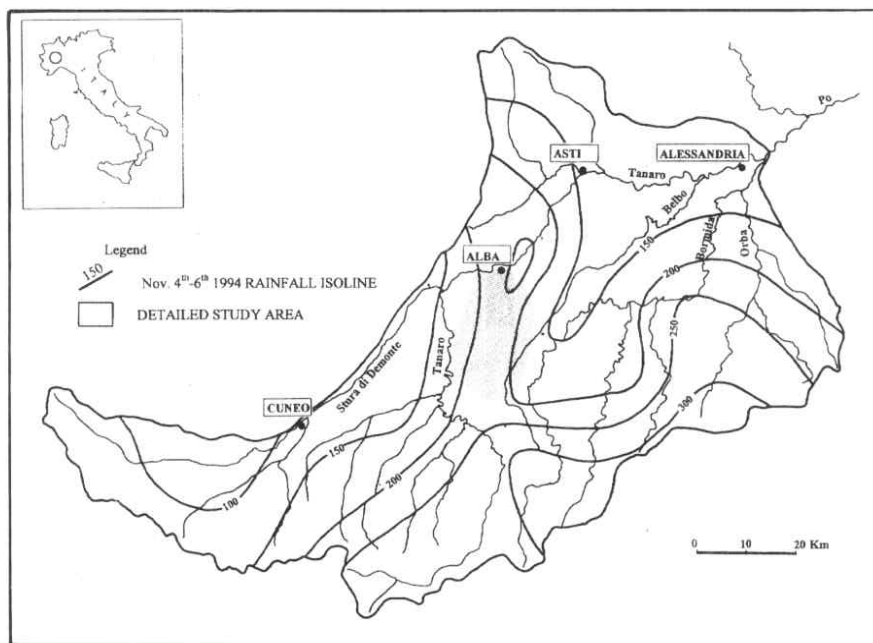 Po
ASTI
ALESSANDRIA
Tanaro
Belbo
Bormida
Orba
150
200
ALBA
Legend
150
Nov. 4th-6th 1994 RAINFALL ISOLINE
DETAILED STUDY AREA
250
Tanaro
Stura di Demonte
CUNEO
300
150
200
100
0 10 20 Km